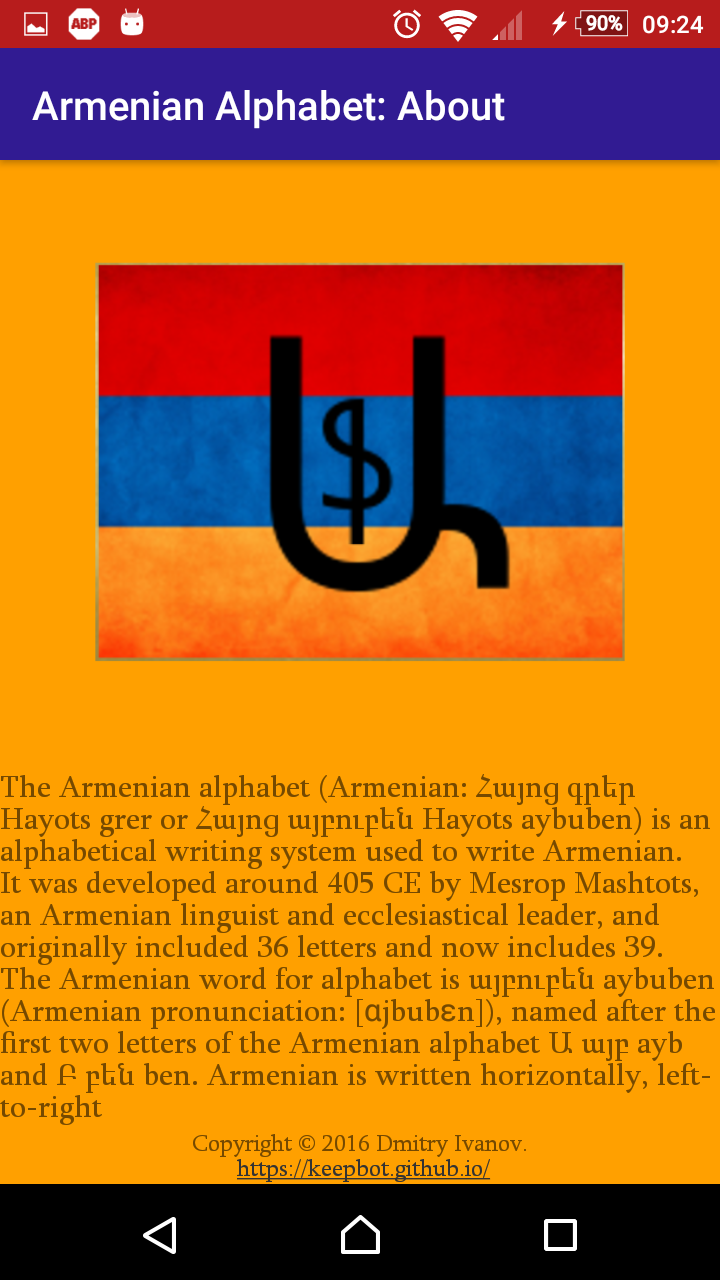 ABP
90%
09:24
Armenian Alphabet: About
Ա
$
The Armenian alphabet (Armenian: Հայոց գրեր
Hayots grer or Հայոց այբուբեն Hayots aybuben) is an
alphabetical writing system used to write Armenian.
It was developed around 405 CE by Mesrop Mashtots,
an Armenian linguist and ecclesiastical leader, and
originally included 36 letters and now includes 39.
The Armenian word for alphabet is այբուբեն aybuben
(Armenian pronunciation: [ɑjbubɛn]), named after the
first two letters of the Armenian alphabet Ա այբ ayb
and Բ բեն ben. Armenian is written horizontally, left-
to-right
Copyright © 2016 Dmitry Ivanov.
https://keepbot.github.io/